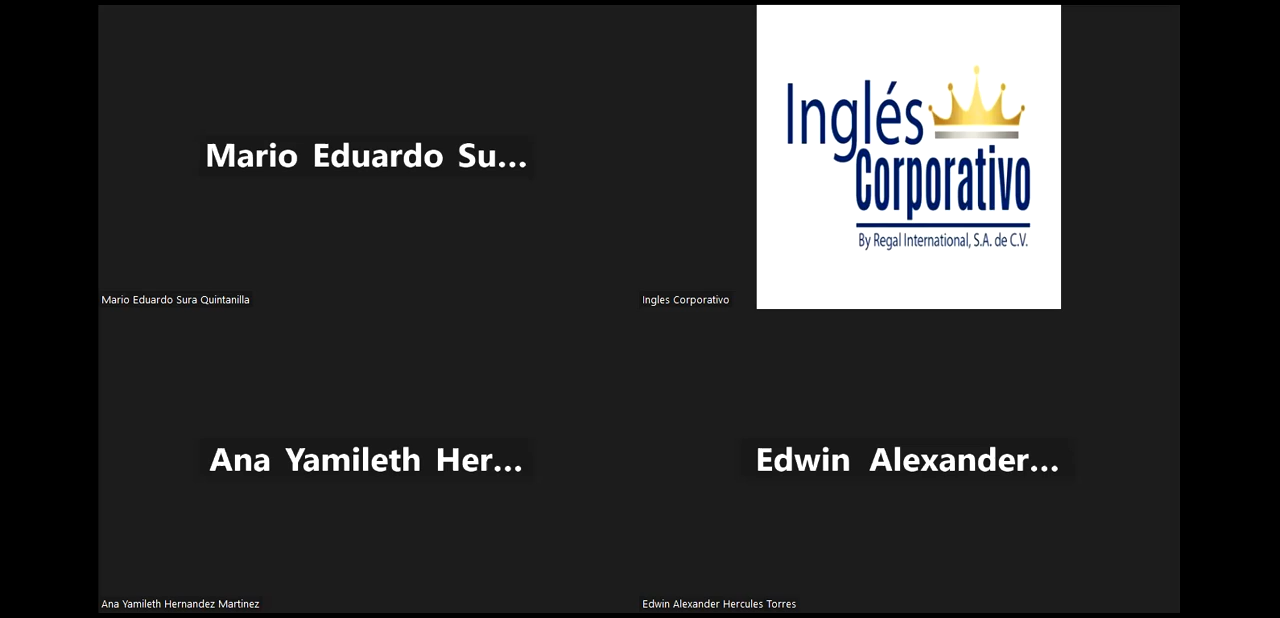 Mario Eduardo Su...
Mario Eduardo Sura Quintanilla
Inglés
Corporativo
By Regal International, S.A. de C.V.
Ingles Corporativo
Ana Yamileth Her...
Ana Yamileth Hernandez Martinez
Edwin Alexander...
Edwin Alexander Hercules Torres